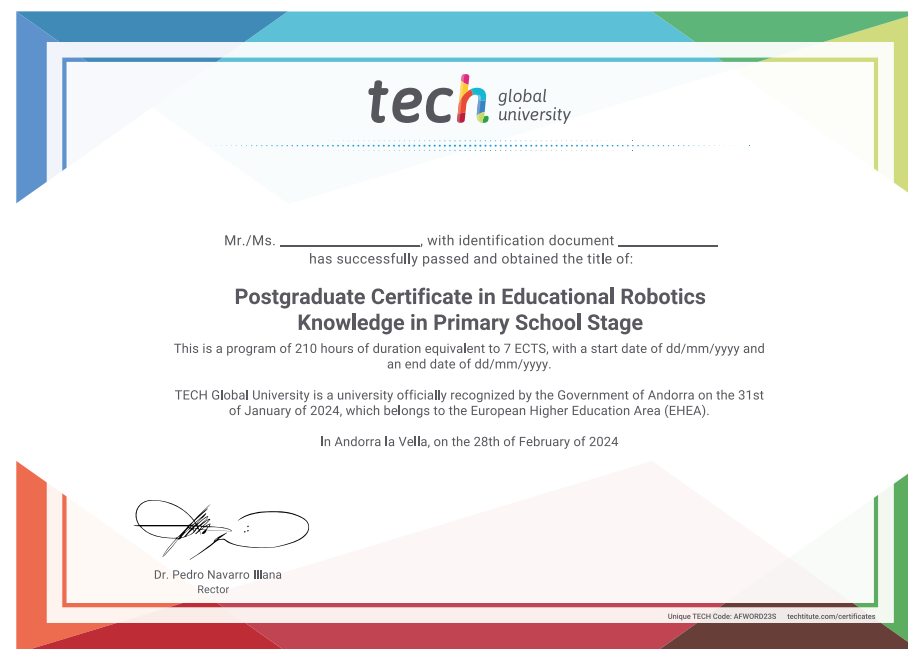 tech global
university
Mr./Ms. ____________________, with identification document ______________
has successfully passed and obtained the title of:
Postgraduate Certificate in Educational Robotics
Knowledge in Primary School Stage
This is a program of 210 hours of duration equivalent to 7 ECTS, with a start date of dd/mm/yyyy and
an end date of dd/mm/yyyy.
TECH Global University is a university officially recognized by the Government of Andorra on the 31st
of January of 2024, which belongs to the European Higher Education Area (EHEA).
In Andorra la Vella, on the 28th of February of 2024
Dr. Pedro Navarro Illana
Rector
Unique TECH Code: AFWORD23S techtitute.com/certificates